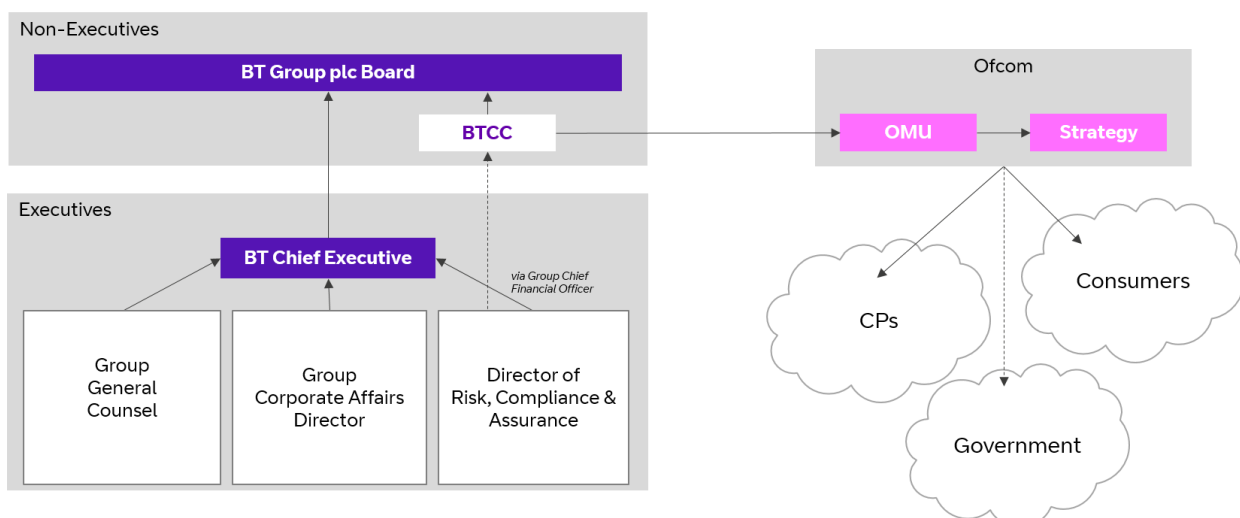 Non-Executives
BT Group plc Board
BTCC
Ofcom
OMU
Strategy
Executives
BT Chief Executive
via Group Chief
Financial Officer
Group
General
Counsel
Group
Corporate Affairs
Director
Director of
Risk, Compliance &
Assurance
CPs
Consumers
Government